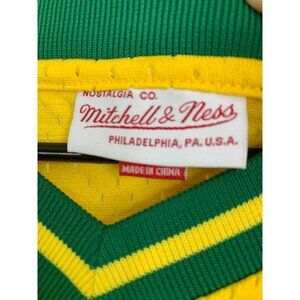 NOSTALGIA CO.
Mitchell & Ness
PHILADELPHIA, PA. U.S.A.
MADE IN CHINA